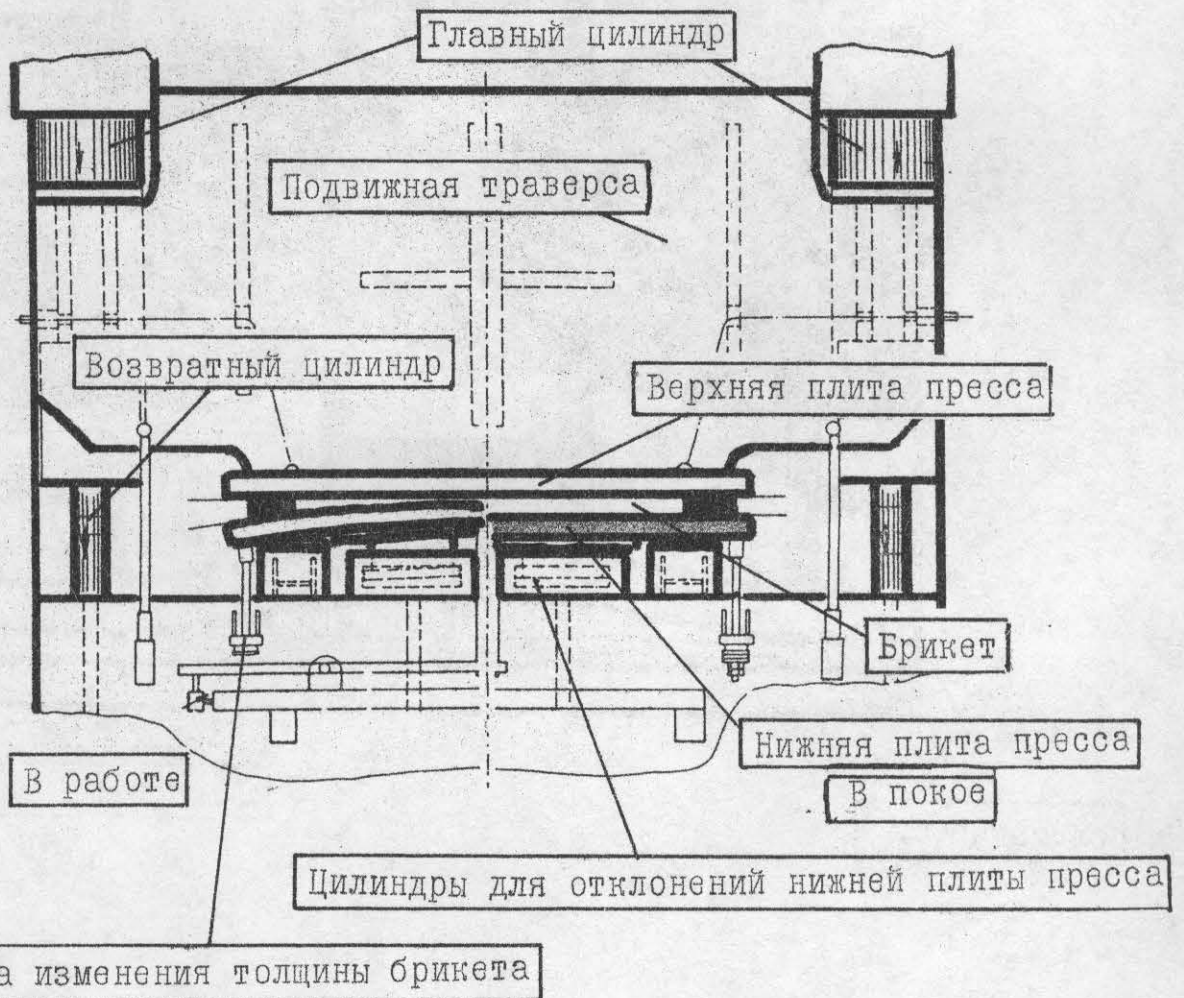 Главный цилиндр
Подвижная траверса
Возвратный цилиндр
Верхняя плита пресса
Брикет
Нижняя плита пресса
В работе
В покое
Цилиндры для отклонений нижней плиты пресса
изменения толщины брикета